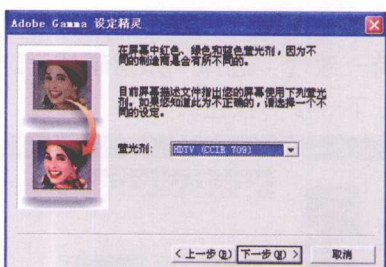 Adobe Gamma 设定精灵
在屏幕中红色、绿色和蓝色萤光剂，因为不
同的制造商是会有所不同的。
目前屏幕描述文件指出您的屏幕使用下列萤光
剂。如果您知道此为不正确的，请选择一个不
同的设定。
萤光剂: HDTV (CCIR 709)
< 上一步(B) 下一步(N) > 取消